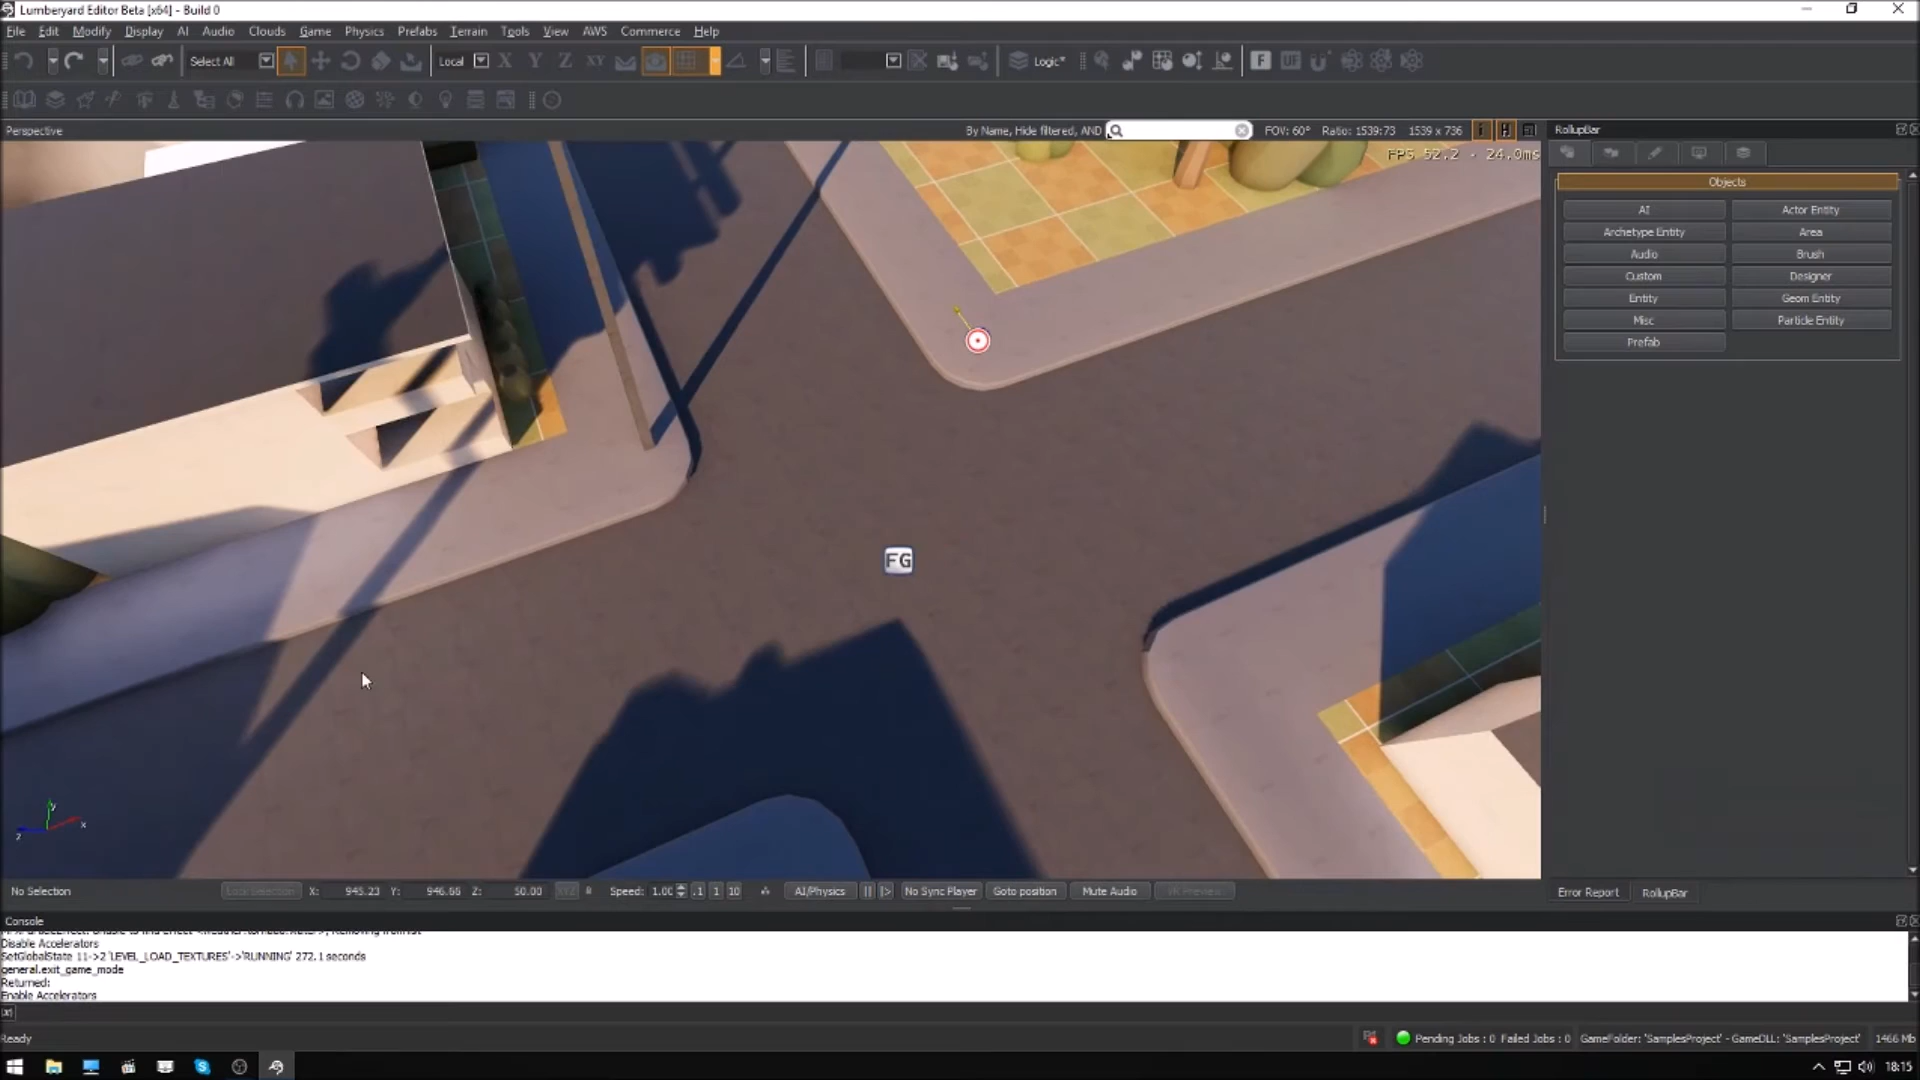 Lumberyard Editor Beta [x64] - Build 0
File Edit Modify Display AI Audio Clouds Game Physics Prefabs Terrain Tools View AWS Commerce Help
Select All Local X Y Z XY Logic* F UF
Perspective By Name, Hide filtered, AND FOV: 60° Ratio: 1539:73 1539 x 736
RollupBar
FPS 52.2 - 24.0ms
Objects
AI Actor Entity
Archetype Entity Area
Audio Brush
Custom Designer
Entity Geom Entity
Misc Particle Entity
Prefab
FG
y
z x
No Selection X: 945.23 Y: 946.66 Z: 50.00 XYZ Speed: 1.00 .1 1 10 AI/Physics No Sync Player Goto position Mute Audio VR Preview
Error Report RollupBar
Console
Disable Accelerators
SetGlobalState 11->2 'LEVEL_LOAD_TEXTURES'->'RUNNING' 272.1 seconds
general.exit_game_mode
Returned:
Enable Accelerators
[x]
Ready Pending Jobs : 0 Failed Jobs : 0 GameFolder: 'SamplesProject' - GameDLL: 'SamplesProject' 1466 Mb
18:15